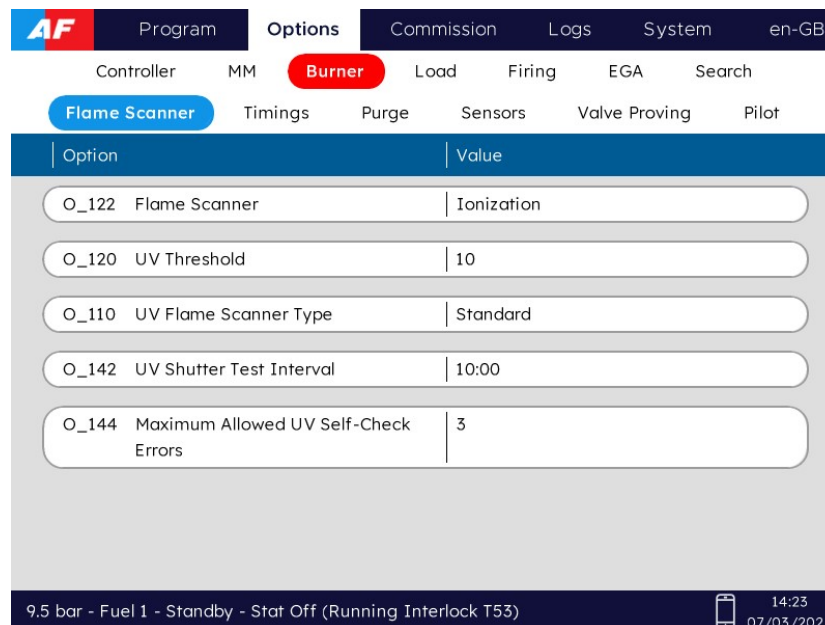 AF Program Options Commission Logs System en-GB
Controller MM Burner Load Firing EGA Search
Flame Scanner Timings Purge Sensors Valve Proving Pilot
Option Value
O_122 Flame Scanner Ionization
O_120 UV Threshold 10
O_110 UV Flame Scanner Type Standard
O_142 UV Shutter Test Interval 10:00
O_144 Maximum Allowed UV Self-Check 3
Errors
9.5 bar - Fuel 1 - Standby - Stat Off (Running Interlock T53) 14:23
07/03/202